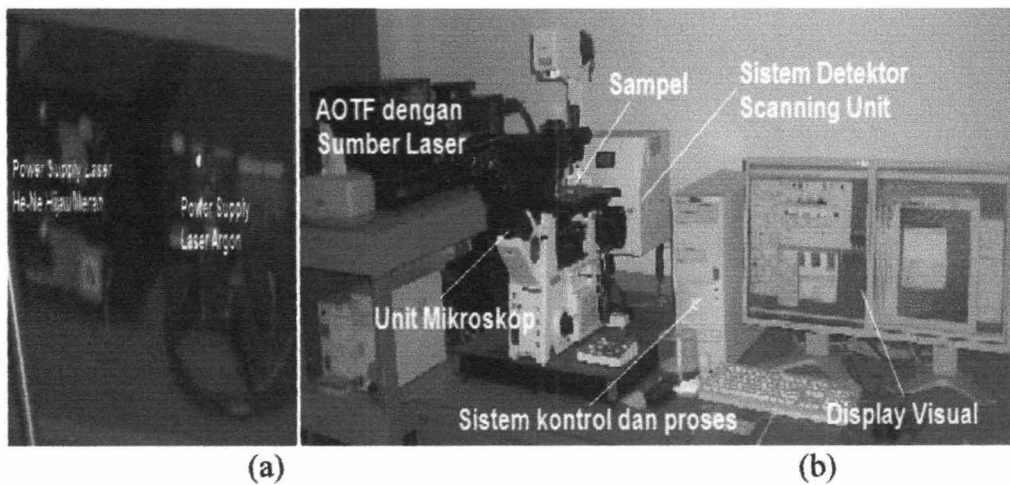 Power Supply Laser
He-Ne Hijau/Merah
Power Supply
Laser Argon
AOTF dengan
Sumber Laser
Sampel
Sistem Detektor
Scanning Unit
Unit Mikroskop
Sistem kontrol dan proses
Display Visual
(a)
(b)